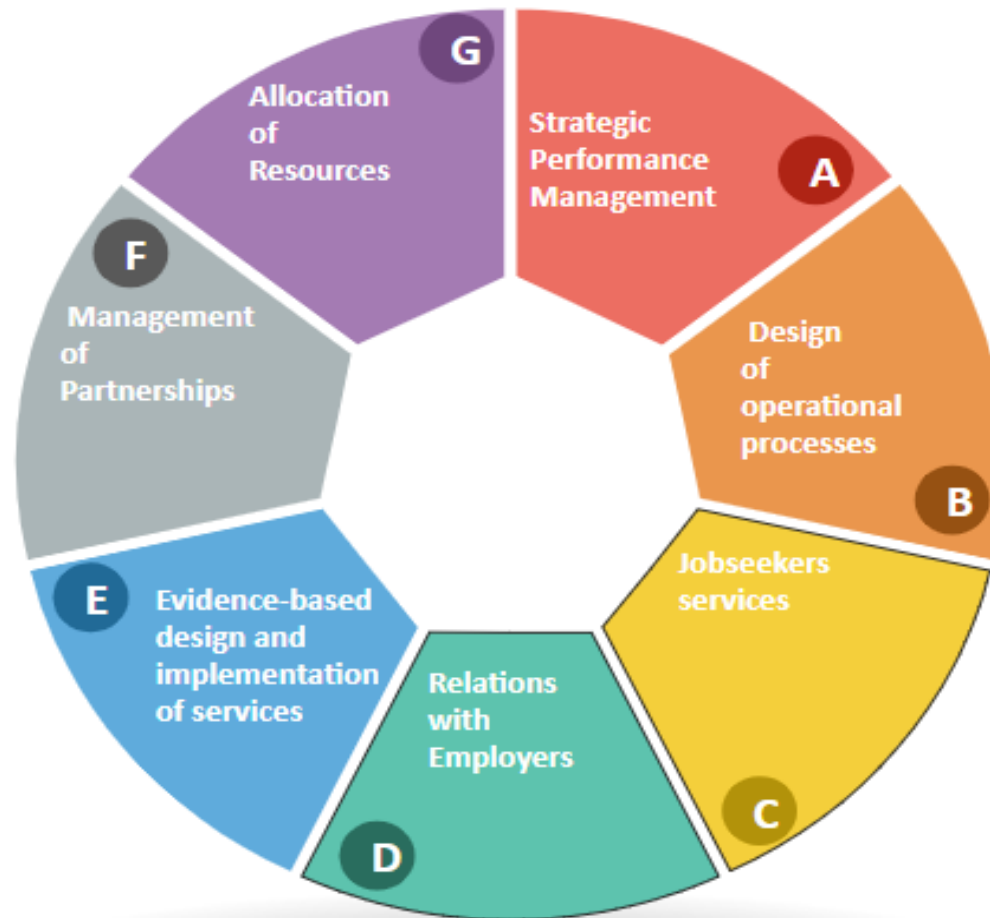 A
Strategic
Performance
Management
B
Design
of
operational
processes
C
Jobseekers
services
D
Relations
with
Employers
E
Evidence-based
design and
implementation
of services
F
Management
of
Partnerships
G
Allocation
of
Resources